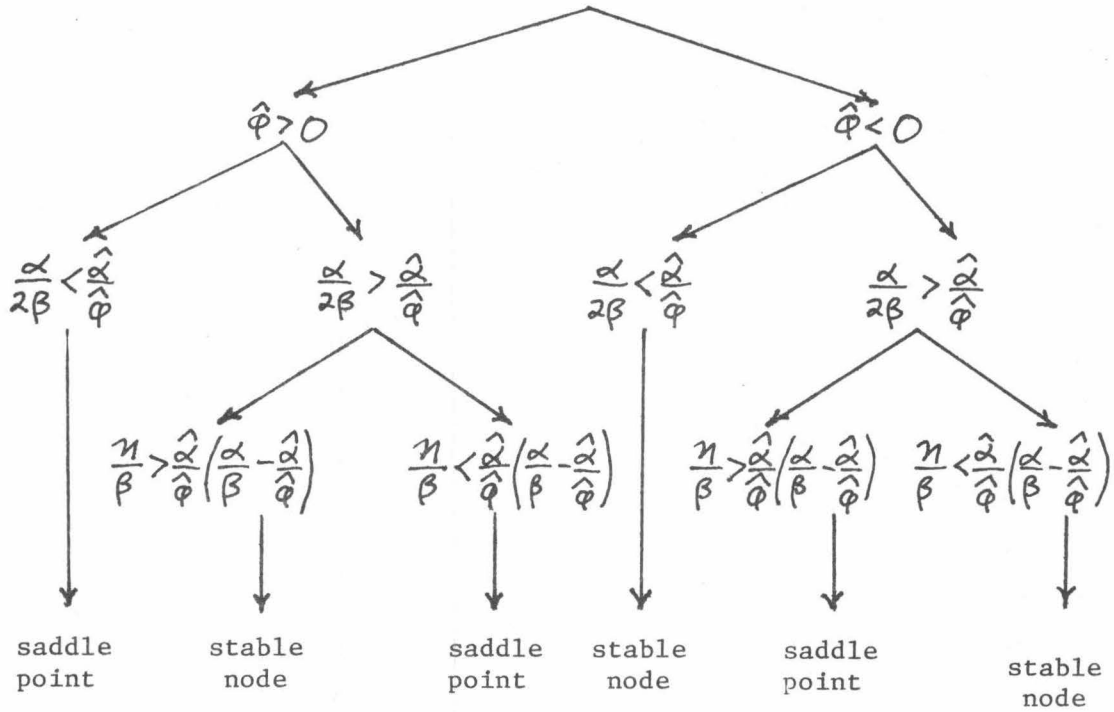 φ̂ > 0 φ̂ < 0
α/2β < α̂/φ̂ α/2β > α̂/φ̂ α/2β < α̂/φ̂ α/2β > α̂/φ̂
η/β > α̂/φ̂ (α/β - α̂/φ̂) η/β < α̂/φ̂ (α/β - α̂/φ̂) η/β > α̂/φ̂ (α/β - α̂/φ̂) η/β < α̂/φ̂ (α/β - α̂/φ̂)
saddle point
stable node
saddle point
stable node
saddle point
stable node